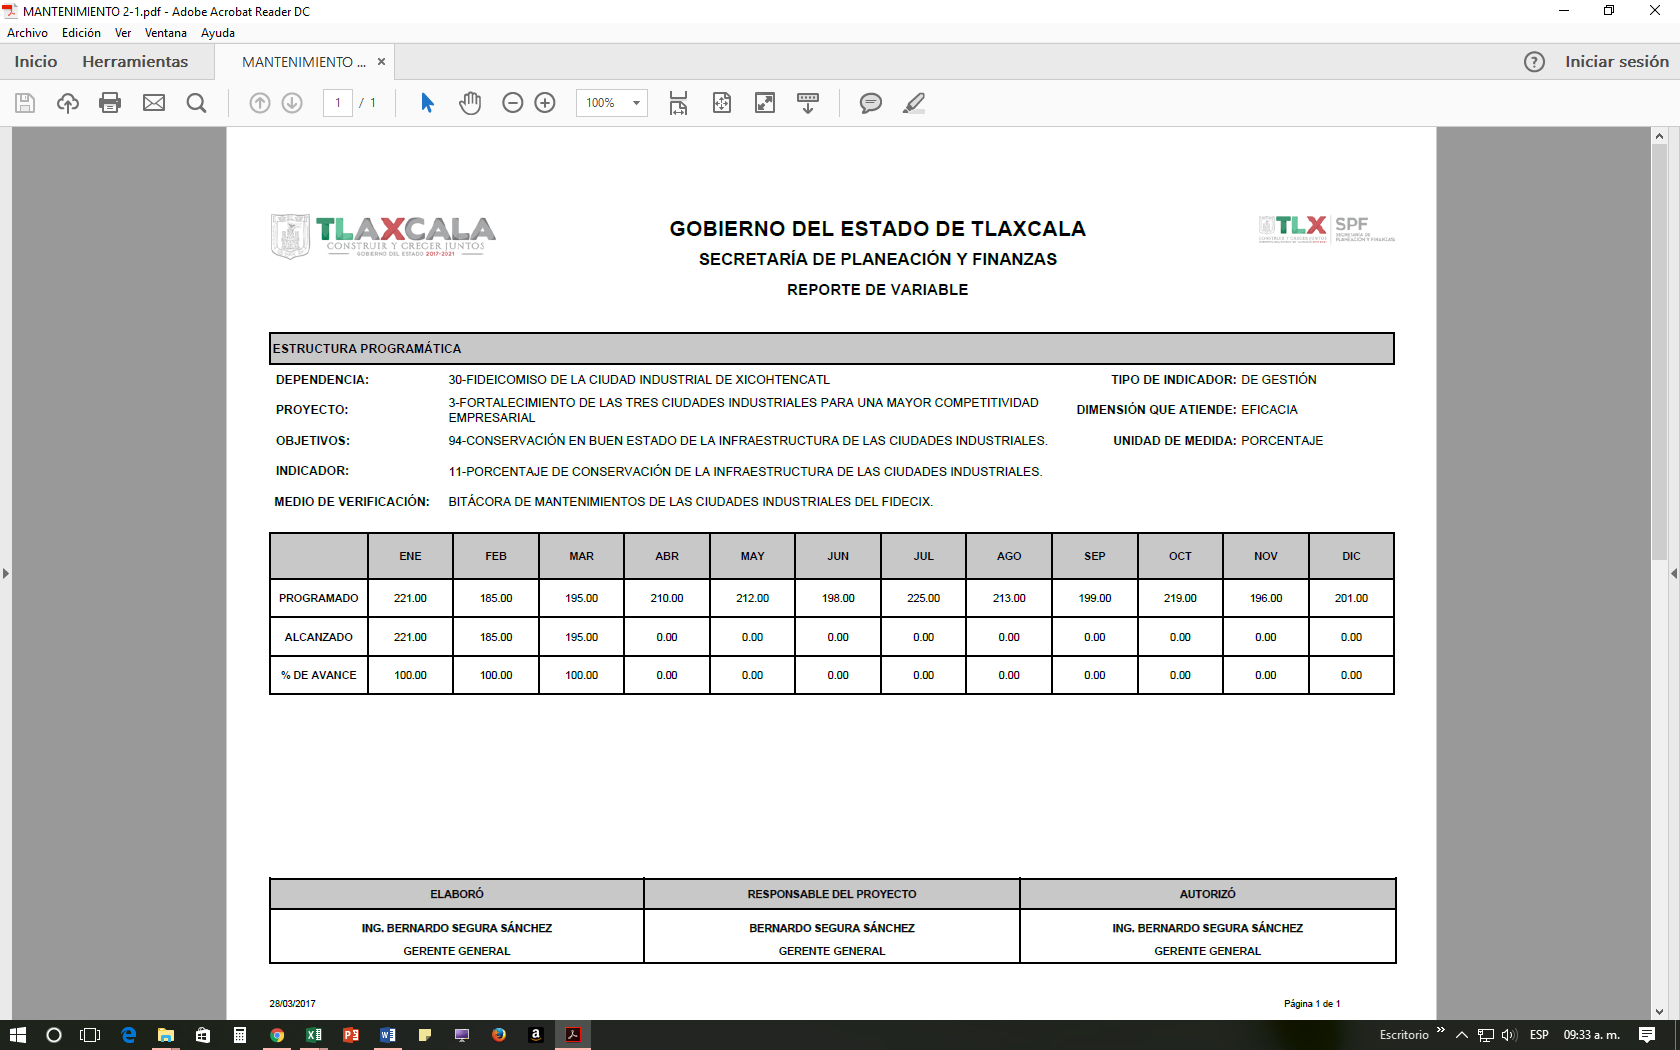 MANTENIMIENTO 2-1.pdf - Adobe Acrobat Reader DC
Archivo Edición Ver Ventana Ayuda
Inicio Herramientas MANTENIMIENTO ... × ? Iniciar sesión
1 / 1 100%
TLAXCALA
CONSTRUIR Y CRECER JUNTOS
GOBIERNO DEL ESTADO 2017-2021
GOBIERNO DEL ESTADO DE TLAXCALA
SECRETARÍA DE PLANEACIÓN Y FINANZAS
REPORTE DE VARIABLE
TLX SPF
SECRETARÍA DE
PLANEACIÓN Y FINANZAS
ESTRUCTURA PROGRAMÁTICA
DEPENDENCIA: 30-FIDEICOMISO DE LA CIUDAD INDUSTRIAL DE XICOHTENCATL TIPO DE INDICADOR: DE GESTIÓN
PROYECTO: 3-FORTALECIMIENTO DE LAS TRES CIUDADES INDUSTRIALES PARA UNA MAYOR COMPETITIVIDAD
EMPRESARIAL DIMENSIÓN QUE ATIENDE: EFICACIA
OBJETIVOS: 94-CONSERVACIÓN EN BUEN ESTADO DE LA INFRAESTRUCTURA DE LAS CIUDADES INDUSTRIALES. UNIDAD DE MEDIDA: PORCENTAJE
INDICADOR: 11-PORCENTAJE DE CONSERVACIÓN DE LA INFRAESTRUCTURA DE LAS CIUDADES INDUSTRIALES.
MEDIO DE VERIFICACIÓN: BITÁCORA DE MANTENIMIENTOS DE LAS CIUDADES INDUSTRIALES DEL FIDECIX.
ENE FEB MAR ABR MAY JUN JUL AGO SEP OCT NOV DIC
PROGRAMADO 221.00 185.00 195.00 210.00 212.00 198.00 225.00 213.00 199.00 219.00 196.00 201.00
ALCANZADO 221.00 185.00 195.00 0.00 0.00 0.00 0.00 0.00 0.00 0.00 0.00 0.00
% DE AVANCE 100.00 100.00 100.00 0.00 0.00 0.00 0.00 0.00 0.00 0.00 0.00 0.00
ELABORÓ RESPONSABLE DEL PROYECTO AUTORIZÓ
ING. BERNARDO SEGURA SÁNCHEZ BERNARDO SEGURA SÁNCHEZ ING. BERNARDO SEGURA SÁNCHEZ
GERENTE GENERAL GERENTE GENERAL GERENTE GENERAL
28/03/2017 Página 1 de 1
Escritorio » ESP 09:33 a. m.